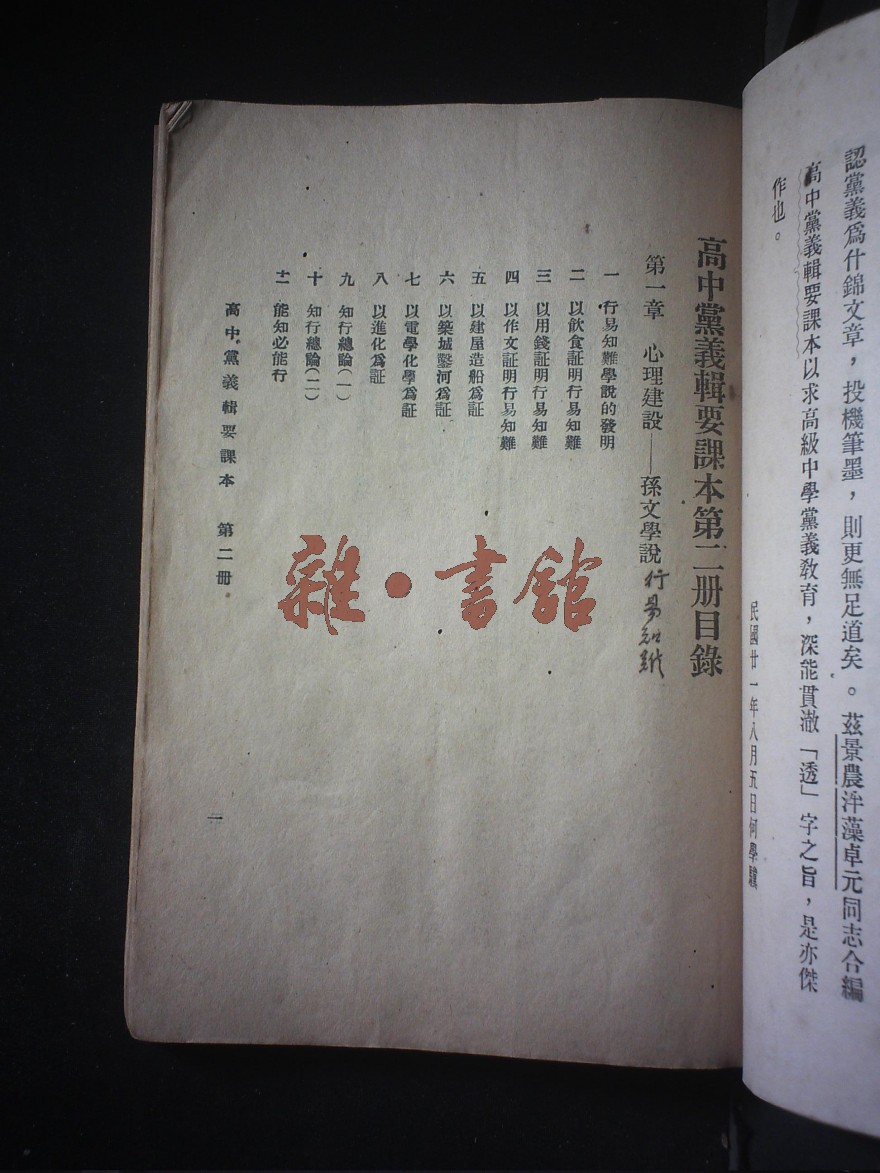 認黨義爲什錦文章，投機筆墨，則更無足道矣。茲景農泮藻卓元同志合編
高中黨義輯要課本以求高級中學黨義敎育，深能貫澈「透」字之旨，是亦傑
作也。
民國廿一年八月五日何學驥
高中黨義輯要課本第二册目錄
第一章　心理建設——孫文學說行易知難
一　行易知難學說的發明
二　以飲食証明行易知難
三　以用錢証明行易知難
四　以作文証明行易知難
五　以建屋造船爲証
六　以築城鑿河爲証
七　以電學化學爲証
八　以進化爲証
九　知行總論（一）
十　知行總論（二）
十一　能知必能行
高中黨義輯要課本　第二册
一
雜·書館